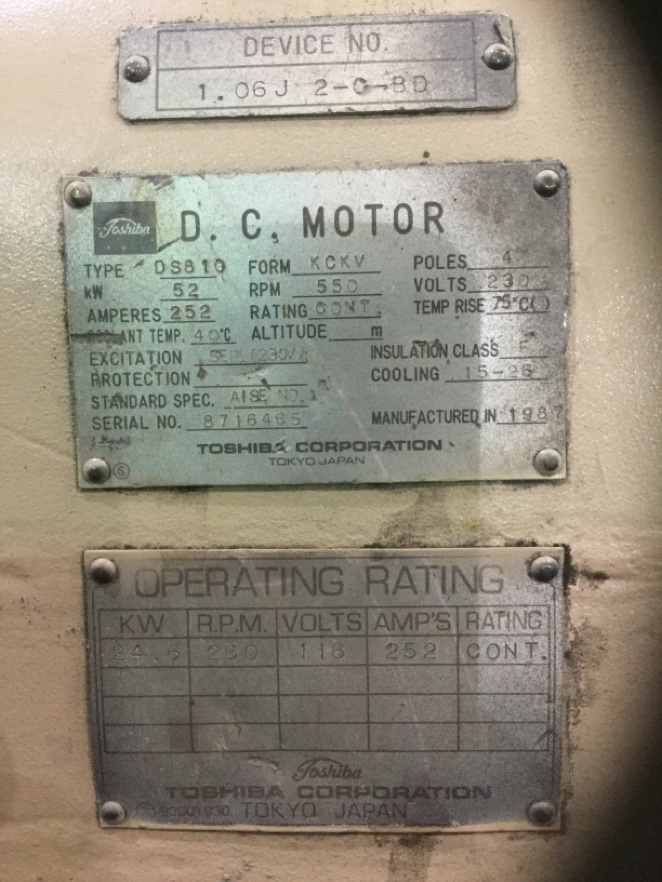 DEVICE NO.
1.06J 2-C-BD
Toshiba D. C. MOTOR
TYPE DS810 FORM KCKV POLES 4
kW 52 RPM 550 VOLTS 230
AMPERES 252 RATING CONT. TEMP RISE 75°C( )
COOLANT TEMP. 40°C ALTITUDE m
EXCITATION SEP. (230V) INSULATION CLASS F
PROTECTION COOLING 15-26
STANDARD SPEC. AISE NO. 1
SERIAL NO. 8716465 MANUFACTURED IN 1987
TOSHIBA CORPORATION
TOKYO JAPAN
OPERATING RATING
KW R.P.M. VOLTS AMP'S RATING
24.6 260 116 252 CONT.
Toshiba
TOSHIBA CORPORATION
TOKYO JAPAN